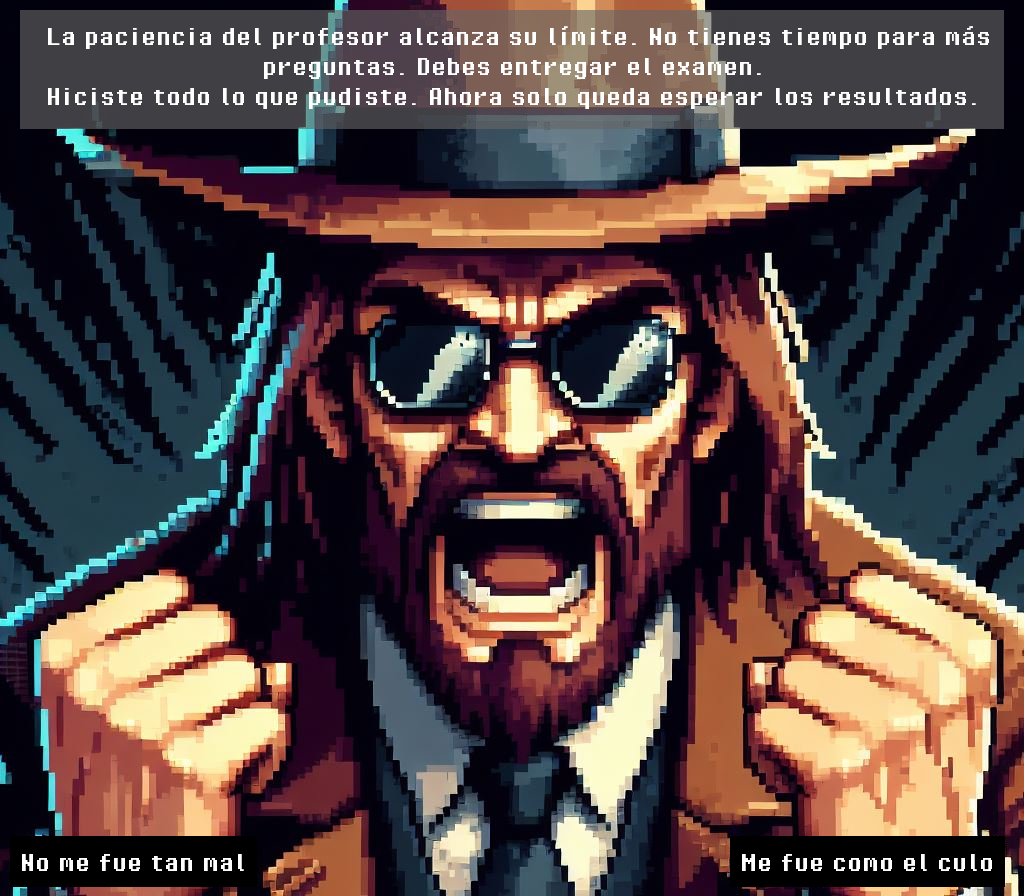 La paciencia del profesor alcanza su límite. No tienes tiempo para más
preguntas. Debes entregar el examen.
Hiciste todo lo que pudiste. Ahora solo queda esperar los resultados.
No me fue tan mal
Me fue como el culo